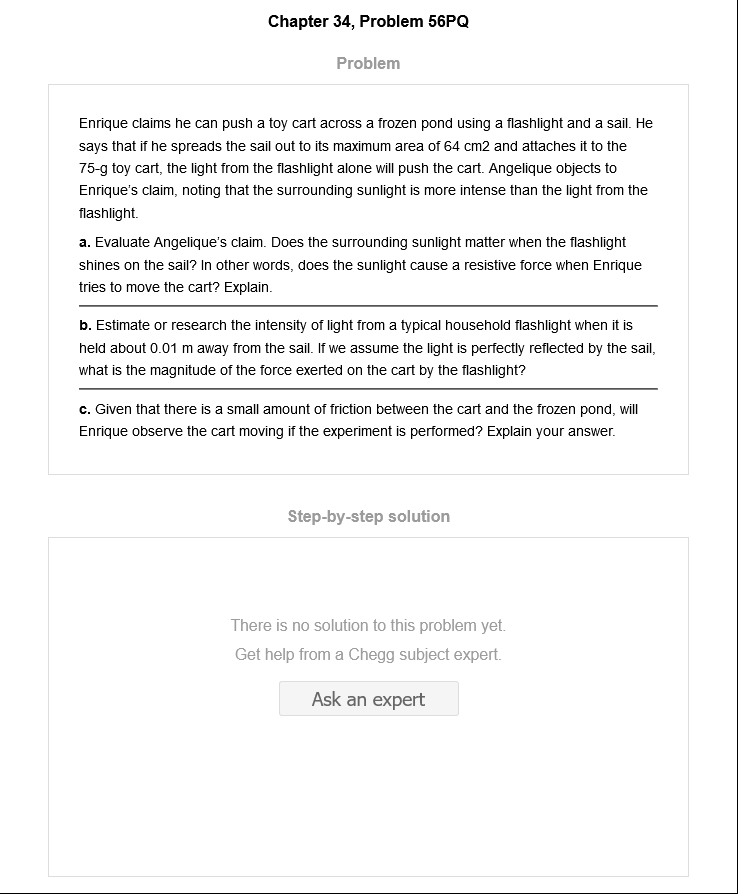 Chapter 34, Problem 56PQ
Problem
Enrique claims he can push a toy cart across a frozen pond using a flashlight and a sail. He
says that if he spreads the sail out to its maximum area of 64 cm2 and attaches it to the
75-g toy cart, the light from the flashlight alone will push the cart. Angelique objects to
Enrique's claim, noting that the surrounding sunlight is more intense than the light from the
flashlight.
a. Evaluate Angelique's claim. Does the surrounding sunlight matter when the flashlight
shines on the sail? In other words, does the sunlight cause a resistive force when Enrique
tries to move the cart? Explain.
b. Estimate or research the intensity of light from a typical household flashlight when it is
held about 0.01 m away from the sail. If we assume the light is perfectly reflected by the sail,
what is the magnitude of the force exerted on the cart by the flashlight?
c. Given that there is a small amount of friction between the cart and the frozen pond, will
Enrique observe the cart moving if the experiment is performed? Explain your answer.
Step-by-step solution
There is no solution to this problem yet.
Get help from a Chegg subject expert.
Ask an expert